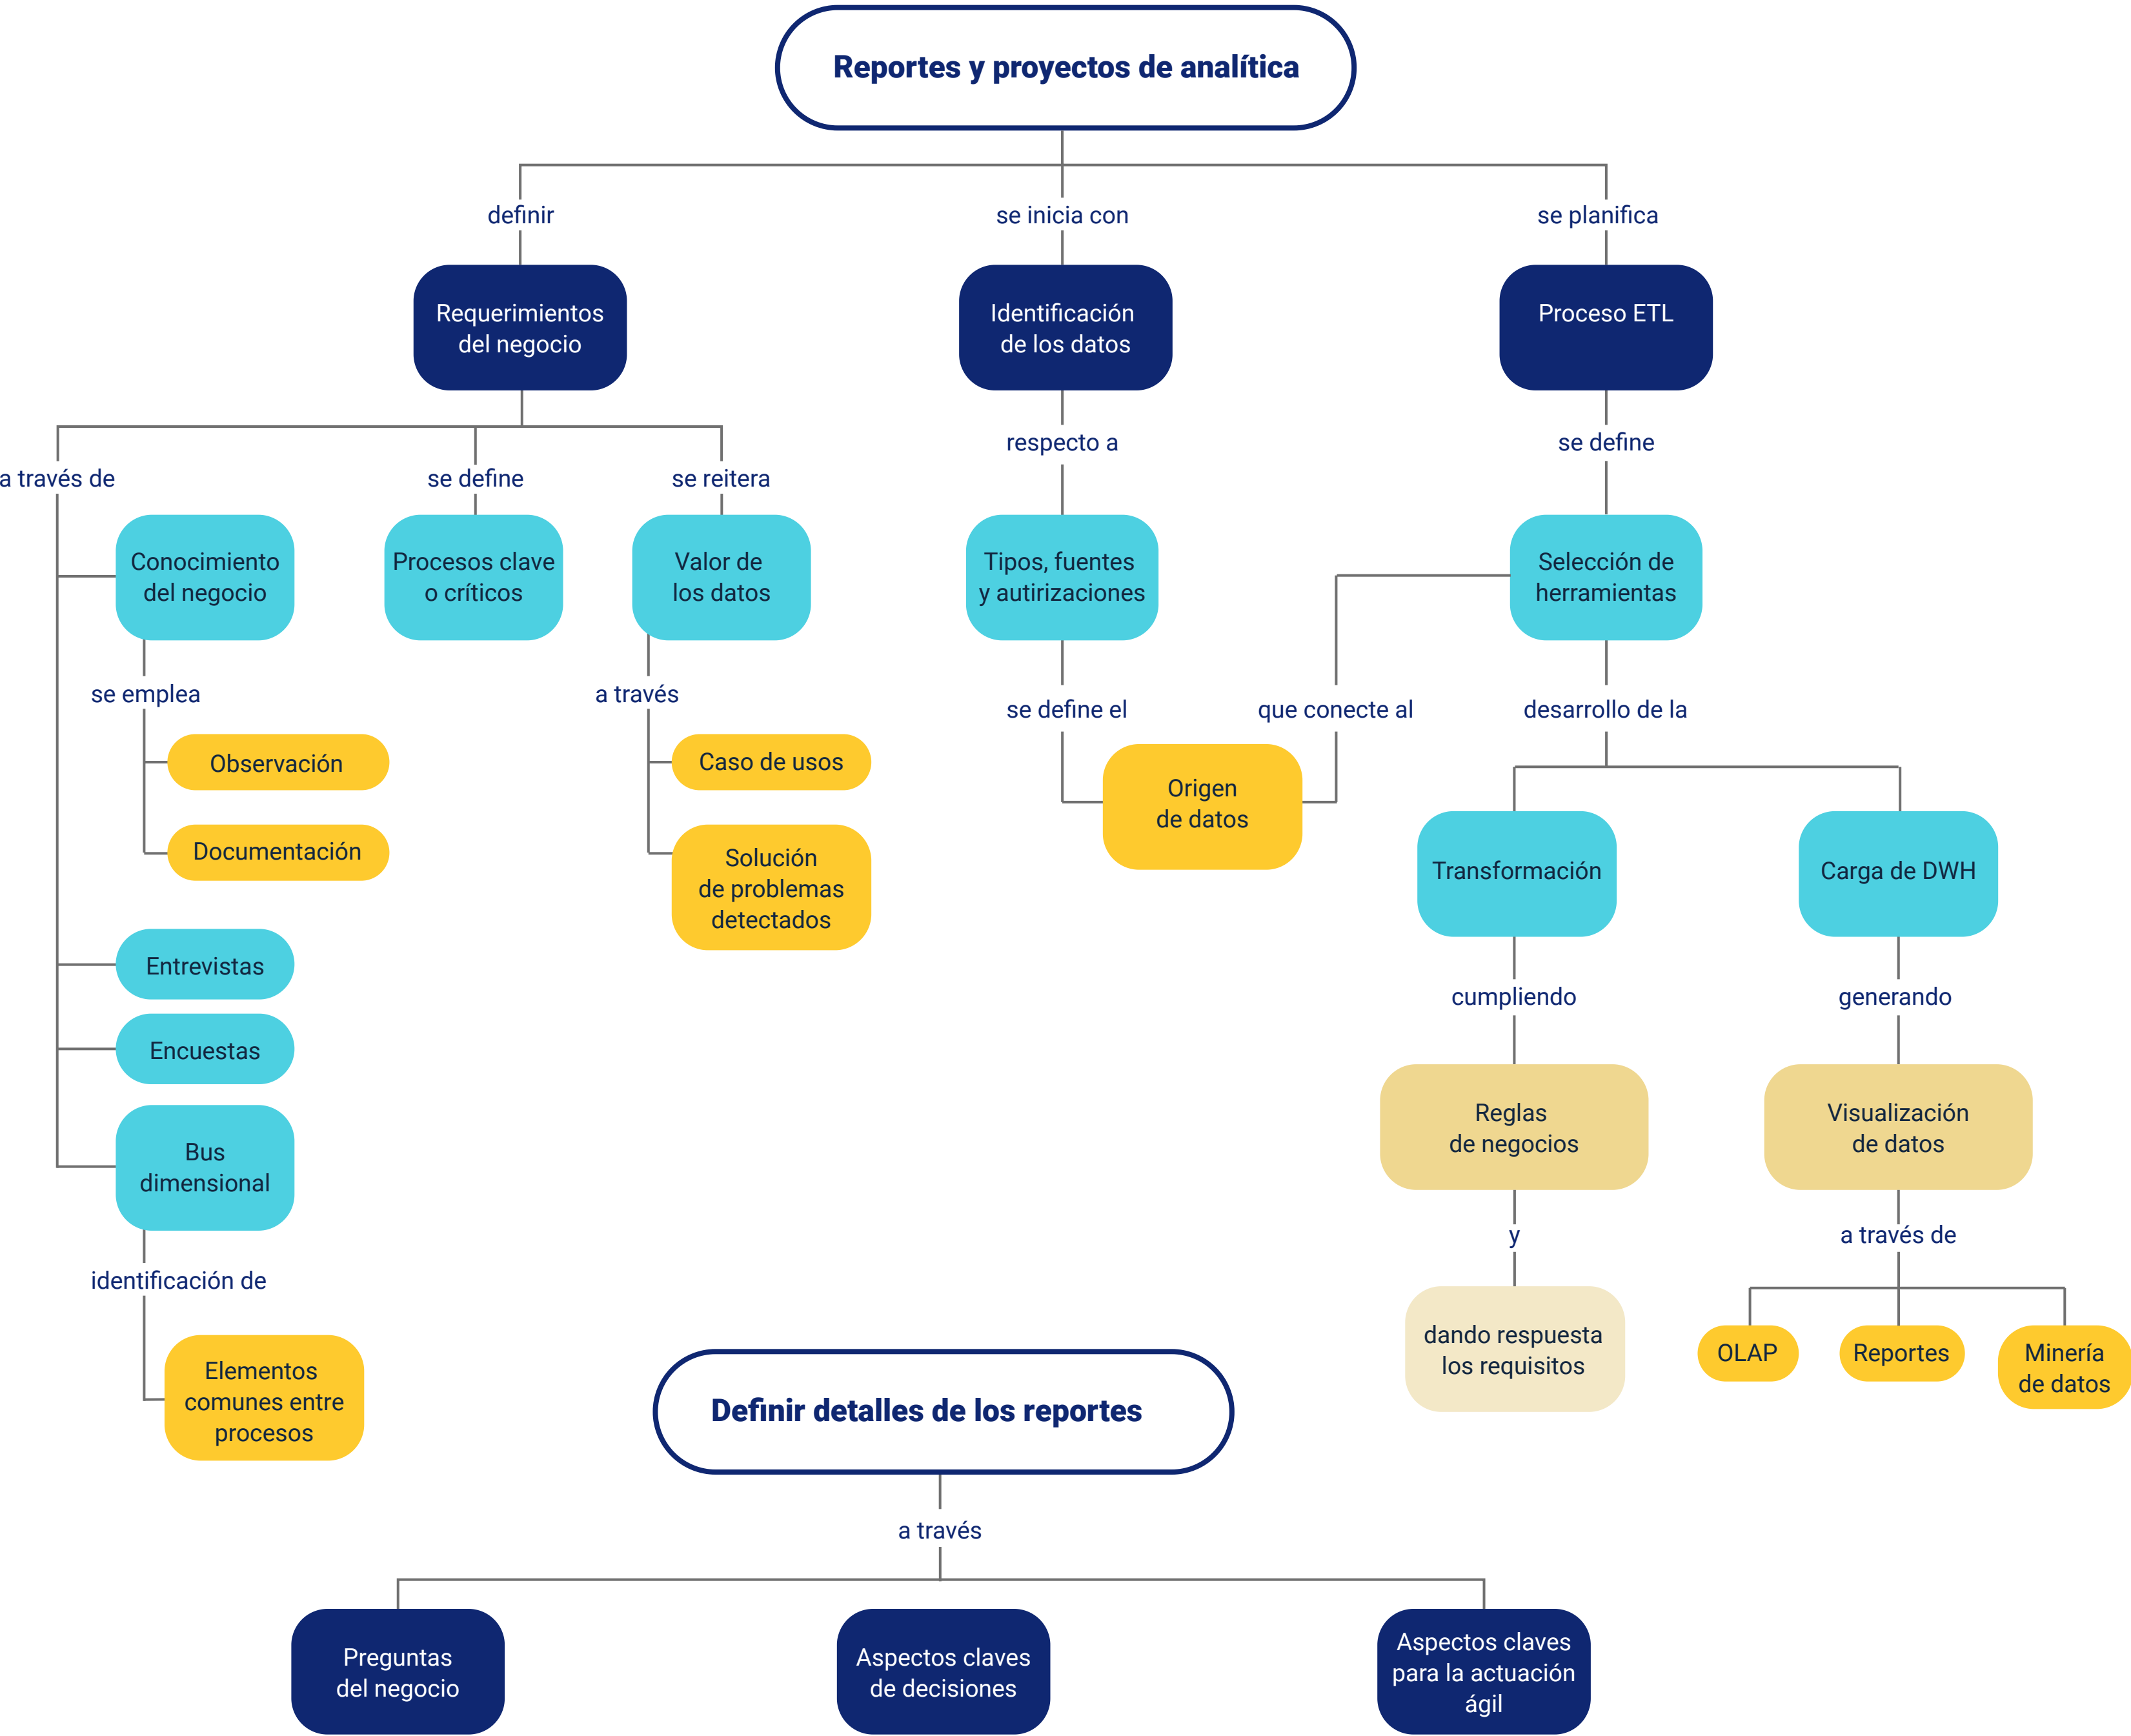 Reportes y proyectos de analítica
definir
se inicia con
se planifica
Requerimientos
del negocio
Identificación
de los datos
Proceso ETL
respecto a
se define
a través de
se define
se reitera
Conocimiento
del negocio
Procesos clave
o críticos
Valor de
los datos
Tipos, fuentes
y autirizaciones
Selección de
herramientas
se emplea
a través
se define el
que conecte al
desarrollo de la
Observación
Caso de usos
Origen
de datos
Documentación
Solución
de problemas
detectados
Transformación
Carga de DWH
Entrevistas
cumpliendo
generando
Encuestas
Reglas
de negocios
Visualización
de datos
Bus
dimensional
y
a través de
identificación de
dando respuesta
los requisitos
OLAP
Reportes
Minería
de datos
Elementos
comunes entre
procesos
Definir detalles de los reportes
a través
Preguntas
del negocio
Aspectos claves
de decisiones
Aspectos claves
para la actuación
ágil